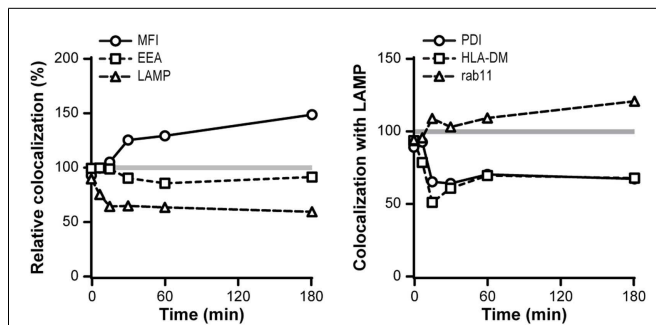 MFI
EEA
LAMP
Relative colocalization (%)
200
150
100
50
0
0 60 120 180
Time (min)
PDI
HLA-DM
rab11
Colocalization with LAMP
150
100
50
0
0 60 120 180
Time (min)